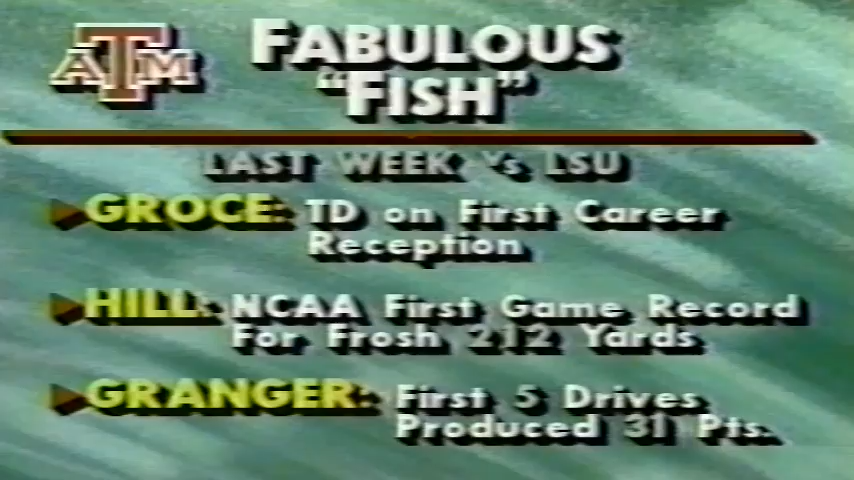 ATM
FABULOUS
"FISH"
LAST WEEK Vs LSU
GROCE: TD on First Career
Reception
HILL: NCAA First Game Record
For Frosh 212 Yards
GRANGER: First 5 Drives
Produced 31 Pts.